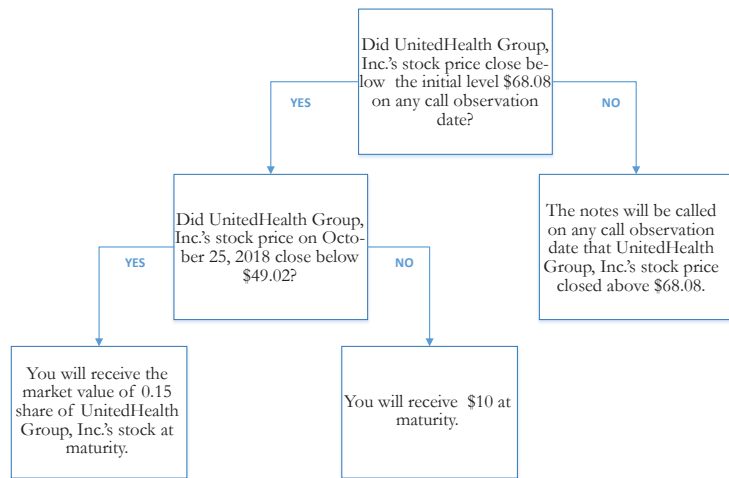 Did UnitedHealth Group,
Inc.'s stock price close be-
low the initial level $68.08
on any call observation
date?
YES
NO
Did UnitedHealth Group,
Inc.'s stock price on Octo-
ber 25, 2018 close below
$49.02?
The notes will be called
on any call observation
date that UnitedHealth
Group, Inc.'s stock price
closed above $68.08.
YES
NO
You will receive the
market value of 0.15
share of UnitedHealth
Group, Inc.'s stock at
maturity.
You will receive $10 at
maturity.